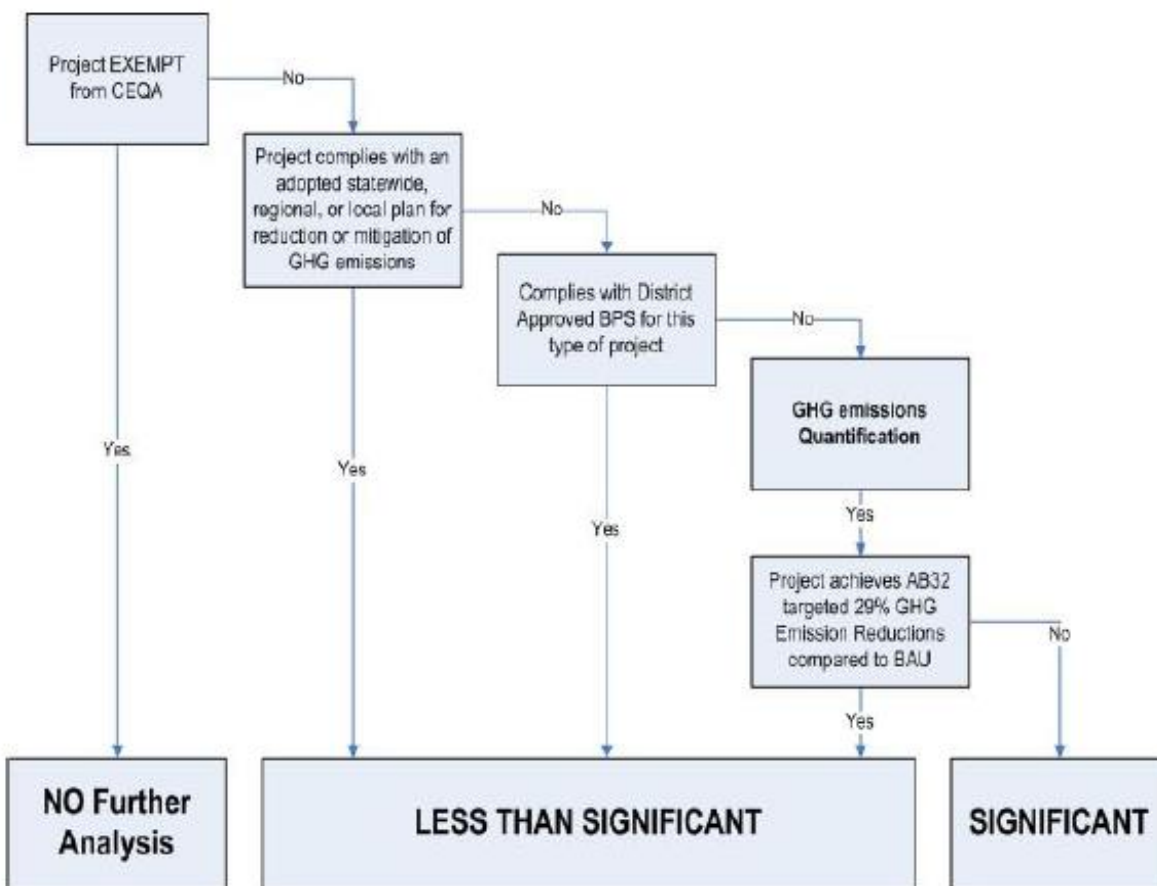 Project EXEMPT
from CEQA
No
Project complies with an
adopted statewide,
regional, or local plan for
reduction or mitigation of
GHG emissions
No
Complies with District
Approved BPS for this
type of project
No
GHG emissions
Quantification
Yes
Yes
Yes
Yes
Project achieves AB32
targeted 29% GHG
Emission Reductions
compared to BAU
No
Yes
NO Further
Analysis
LESS THAN SIGNIFICANT
SIGNIFICANT